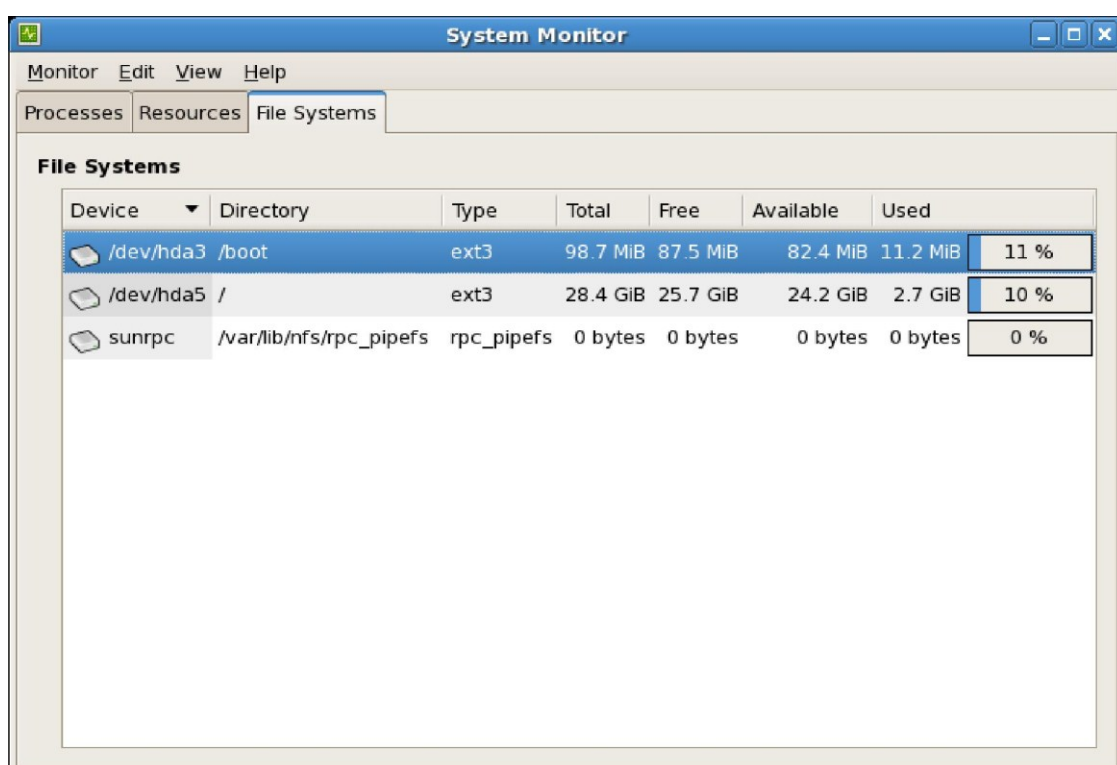 System Monitor
Monitor Edit View Help
Processes Resources File Systems
File Systems
Device Directory Type Total Free Available Used
/dev/hda3 /boot ext3 98.7 MiB 87.5 MiB 82.4 MiB 11.2 MiB 11 %
/dev/hda5 / ext3 28.4 GiB 25.7 GiB 24.2 GiB 2.7 GiB 10 %
sunrpc /var/lib/nfs/rpc_pipefs rpc_pipefs 0 bytes 0 bytes 0 bytes 0 bytes 0 %